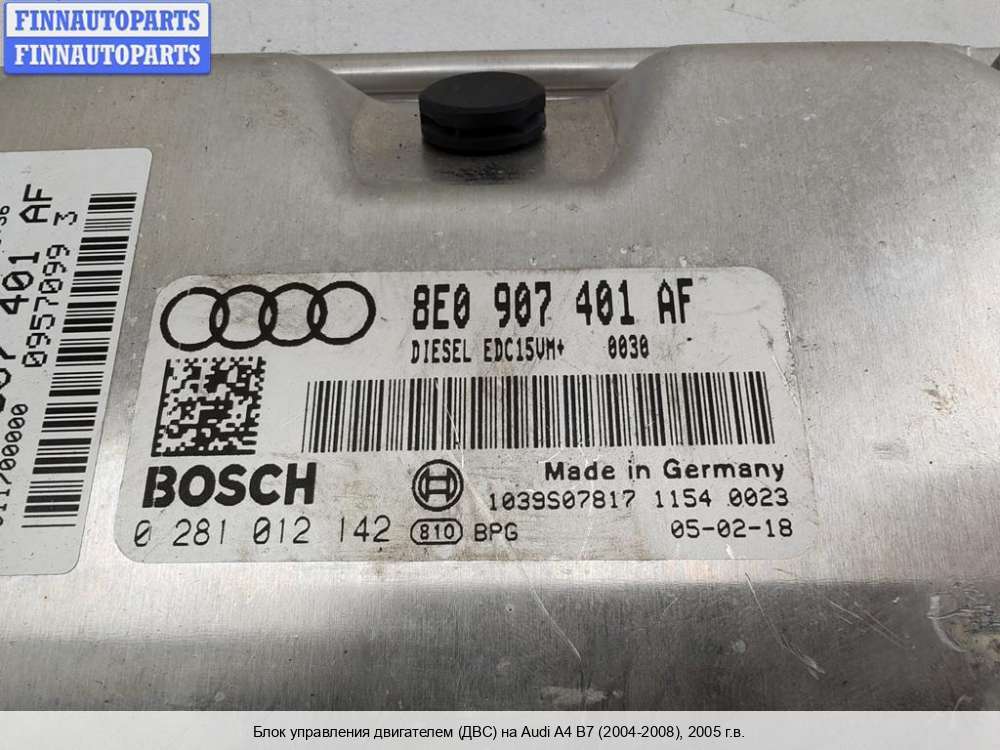 FINNAUTOPARTS
FINNAUTOPARTS
401 AF
0957099 3
8E0 907 401 AF
DIESEL EDC15VM+ 0030
BOSCH
Made in Germany
1039S07817 1154 0023
0 281 012 142 810 BPG 05-02-18
Блок управления двигателем (ДВС) на Audi A4 B7 (2004-2008), 2005 г.в.